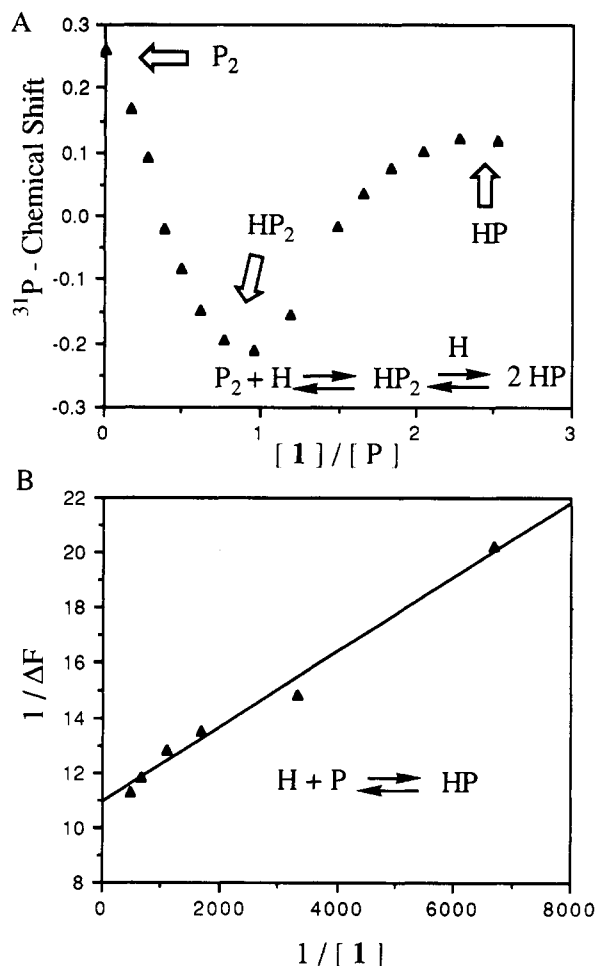 A
³¹P - Chemical Shift
0.3
0.2
0.1
0.0
-0.1
-0.2
-0.3
P₂
HP₂
HP
P₂ + H ⇌ HP₂ ⇌ 2 HP
H
0 1 2 3
[ 1 ] / [ P ]
B
1 / ΔF
22
20
18
16
14
12
10
8
H + P ⇌ HP
0 2000 4000 6000 8000
1 / [ 1 ]